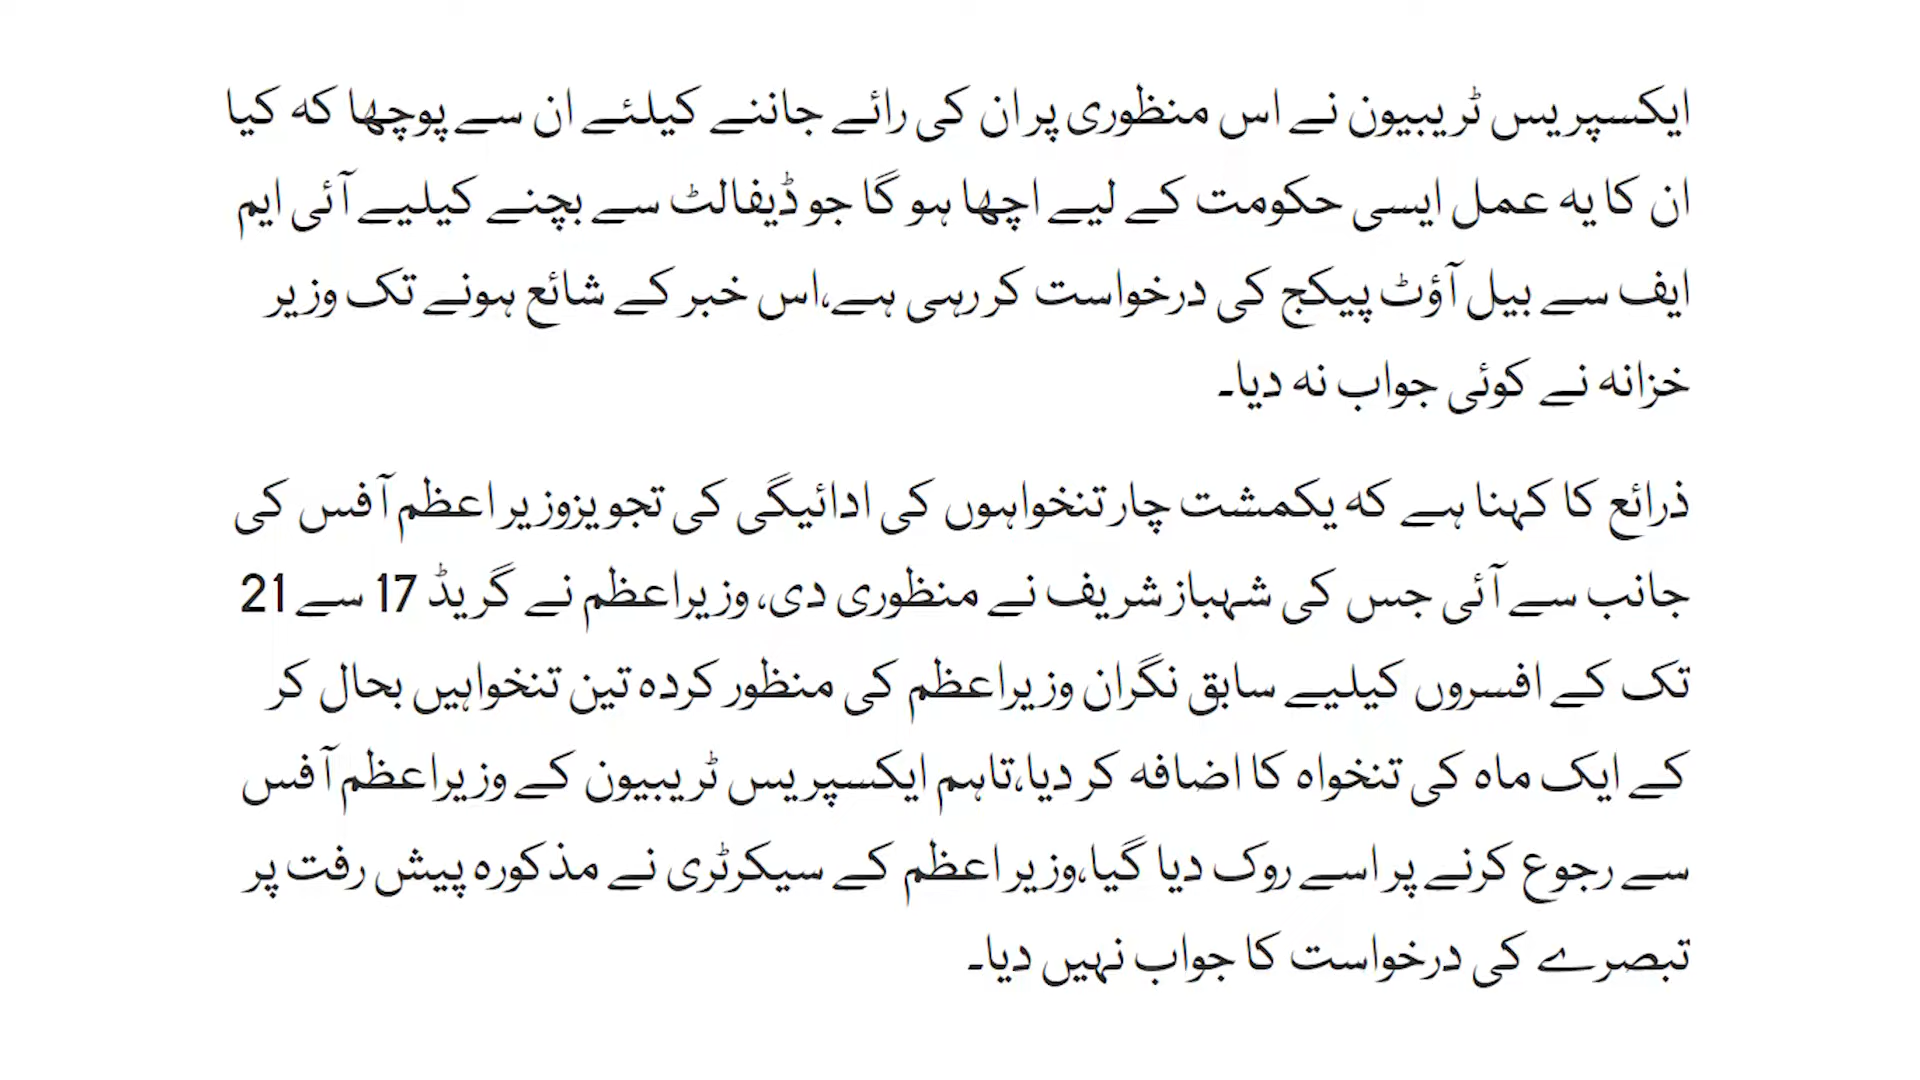 ایکسپریس ٹریبیون نے اس منظوری پر ان کی رائے جاننے کیلئے ان سے پوچھا کہ کیا
ان کا یہ عمل ایسی حکومت کے لیے اچھا ہو گا جو ڈیفالٹ سے بچنے کیلیے آئی ایم
ایف سے بیل آؤٹ پیکج کی درخواست کر رہی ہے،اس خبر کے شائع ہونے تک وزیر
خزانہ نے کوئی جواب نہ دیا۔
ذرائع کا کہنا ہے کہ یکمشت چار تنخواہوں کی ادائیگی کی تجویزوزیر اعظم آفس کی
جانب سے آئی جس کی شہباز شریف نے منظوری دی، وزیراعظم نے گریڈ 17 سے 21
تک کے افسروں کیلیے سابق نگران وزیراعظم کی منظور کردہ تین تنخواہیں بحال کر
کے ایک ماہ کی تنخواہ کا اضافہ کر دیا،تاہم ایکسپریس ٹریبیون کے وزیراعظم آفس
سے رجوع کرنے پر اسے روک دیا گیا،وزیر اعظم کے سیکرٹری نے مذکورہ پیش رفت پر
تبصرے کی درخواست کا جواب نہیں دیا۔